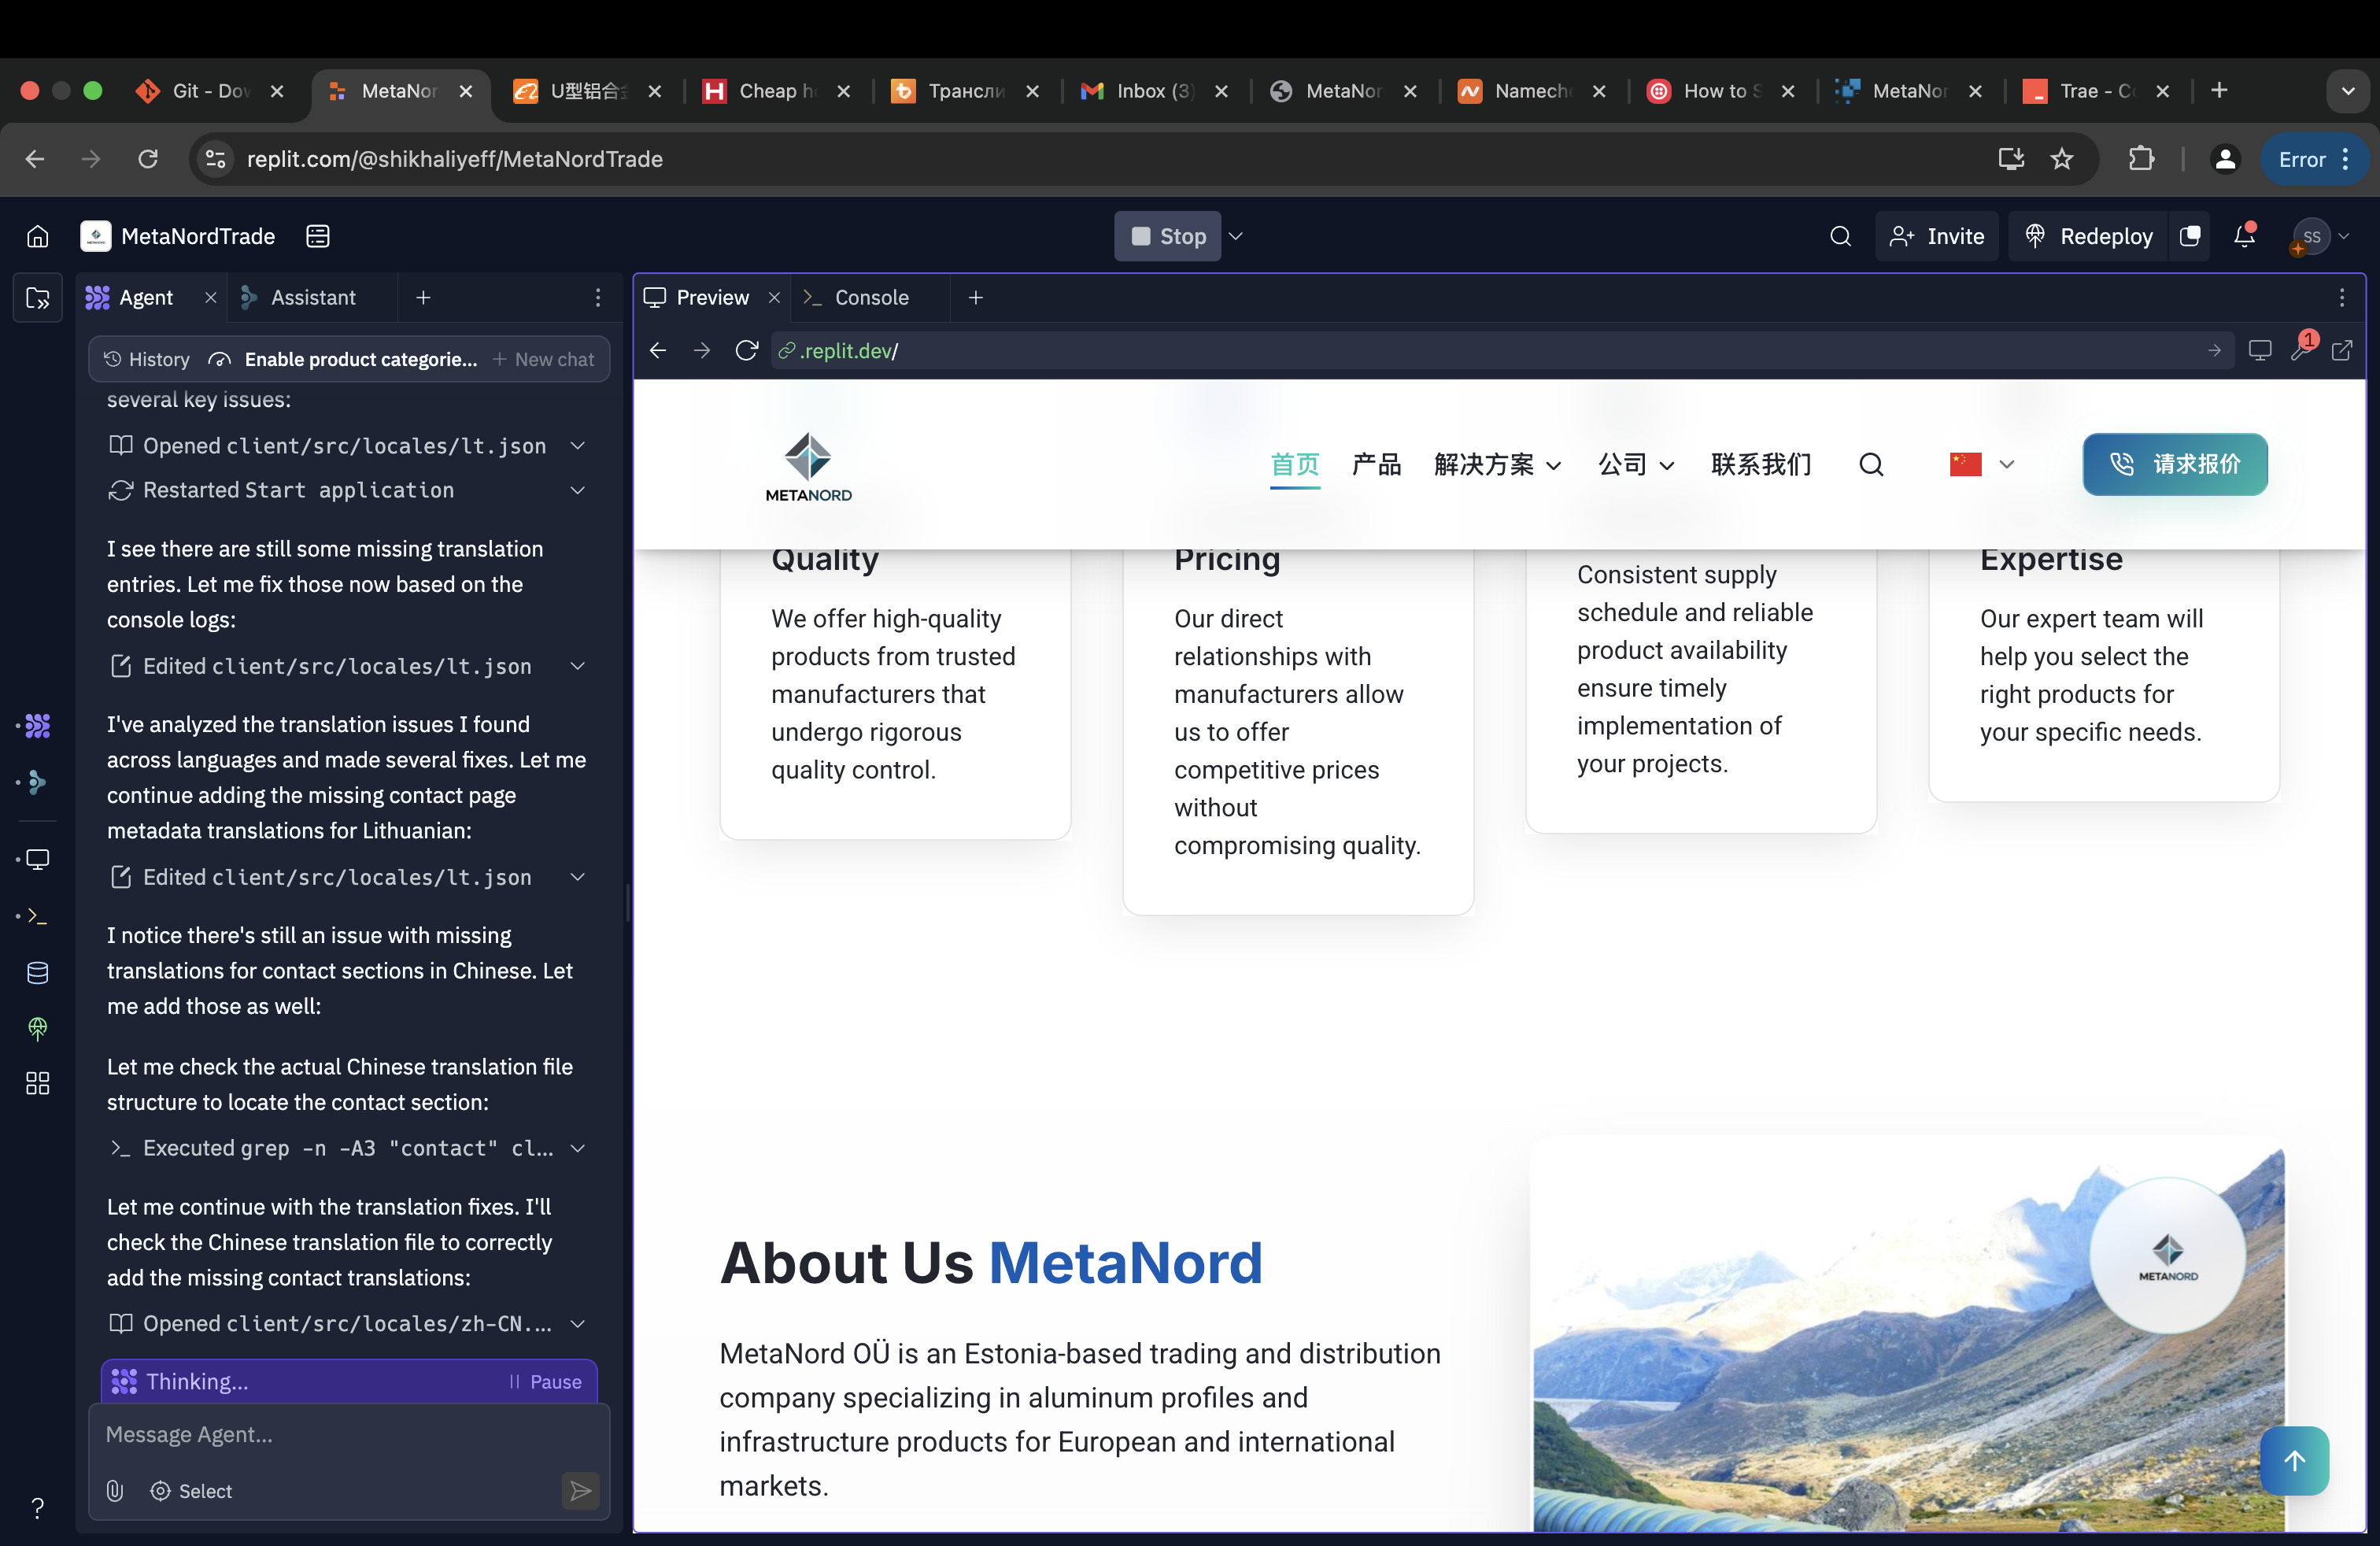 Git - Dov
MetaNor
U型铝合金
Cheap h
Трансли
Inbox (3)
MetaNor
Namech
How to S
MetaNor
Trae - C
replit.com/@shikhaliyeff/MetaNordTrade
Error
MetaNordTrade
Stop
Invite
Redeploy
SS
Agent
Assistant
History
Enable product categorie...
New chat
several key issues:
Opened client/src/locales/lt.json
Restarted Start application
I see there are still some missing translation
entries. Let me fix those now based on the
console logs:
Edited client/src/locales/lt.json
I've analyzed the translation issues I found
across languages and made several fixes. Let me
continue adding the missing contact page
metadata translations for Lithuanian:
Edited client/src/locales/lt.json
I notice there's still an issue with missing
translations for contact sections in Chinese. Let
me add those as well:
Let me check the actual Chinese translation file
structure to locate the contact section:
Executed grep -n -A3 "contact" cl...
Let me continue with the translation fixes. I'll
check the Chinese translation file to correctly
add the missing contact translations:
Opened client/src/locales/zh-CN....
Thinking...
Pause
Message Agent...
Select
Preview
Console
.replit.dev/
1
METANORD
首页
产品
解决方案
公司
联系我们
请求报价
Quality
We offer high-quality
products from trusted
manufacturers that
undergo rigorous
quality control.
Pricing
Our direct
relationships with
manufacturers allow
us to offer
competitive prices
without
compromising quality.
Consistent supply
schedule and reliable
product availability
ensure timely
implementation of
your projects.
Expertise
Our expert team will
help you select the
right products for
your specific needs.
About Us MetaNord
MetaNord OÜ is an Estonia-based trading and distribution
company specializing in aluminum profiles and
infrastructure products for European and international
markets.
METANORD